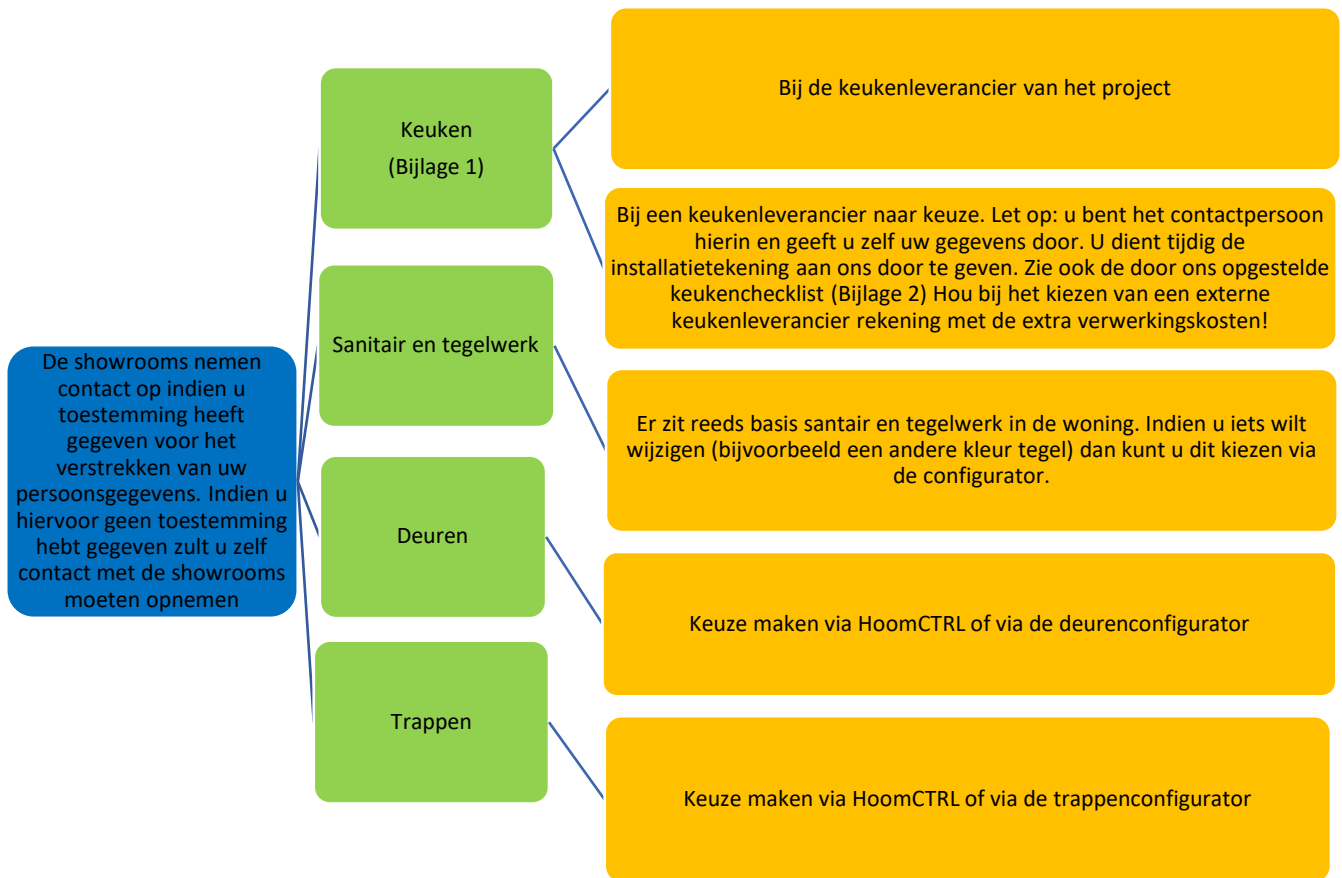 De showrooms nemen
contact op indien u
toestemming heeft
gegeven voor het
verstrekken van uw
persoonsgegevens. Indien u
hiervoor geen toestemming
hebt gegeven zult u zelf
contact met de showrooms
moeten opnemen
Keuken
(Bijlage 1)
Bij de keukenleverancier van het project
Bij een keukenleverancier naar keuze. Let op: u bent het contactpersoon
hierin en geeft u zelf uw gegevens door. U dient tijdig de
installatietekening aan ons door te geven. Zie ook de door ons opgestelde
keukenchecklist (Bijlage 2) Hou bij het kiezen van een externe
keukenleverancier rekening met de extra verwerkingskosten!
Sanitair en tegelwerk
Er zit reeds basis santair en tegelwerk in de woning. Indien u iets wilt
wijzigen (bijvoorbeeld een andere kleur tegel) dan kunt u dit kiezen via
de configurator.
Deuren
Keuze maken via HoomCTRL of via de deurenconfigurator
Trappen
Keuze maken via HoomCTRL of via de trappenconfigurator